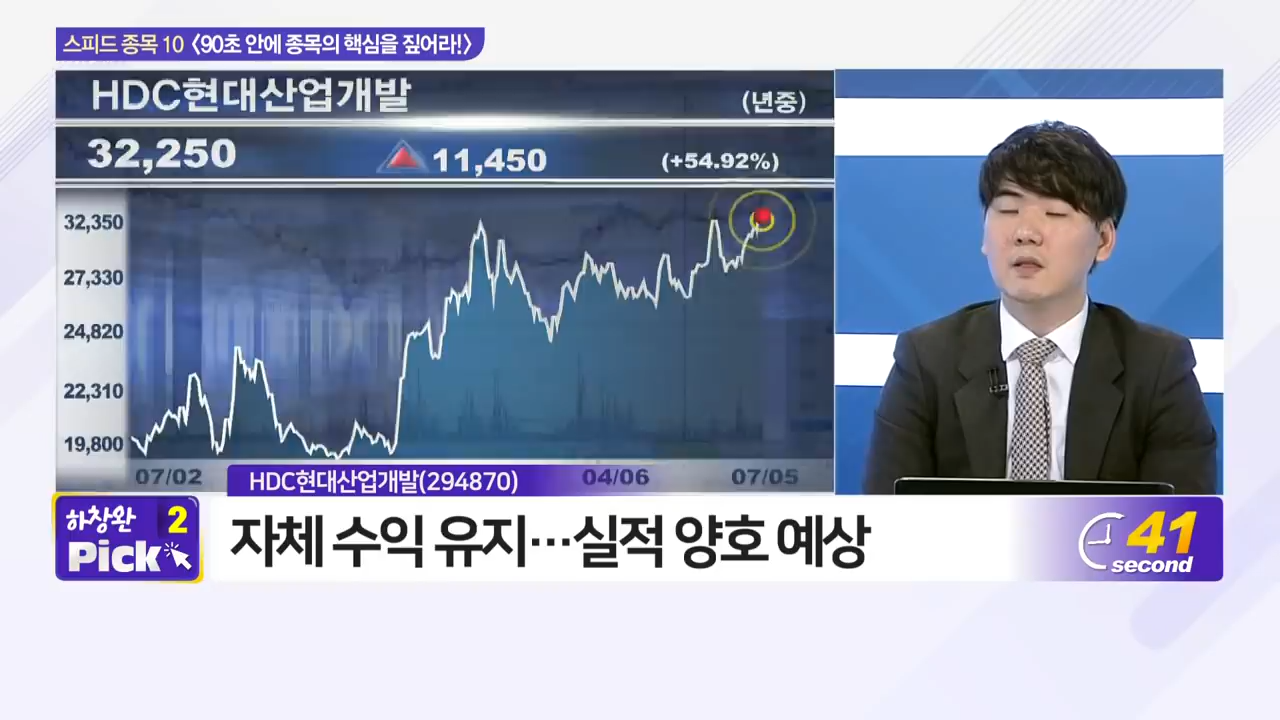 스피드 종목 10 〈90초 안에 종목의 핵심을 짚어라!〉
HDC현대산업개발 (년중)
32,250 11,450 (+54.92%)
32,350
27,330
24,820
22,310
19,800
07/02 04/06 07/05
HDC현대산업개발(294870)
하창완 2
Pick
자체 수익 유지…실적 양호 예상
41
second